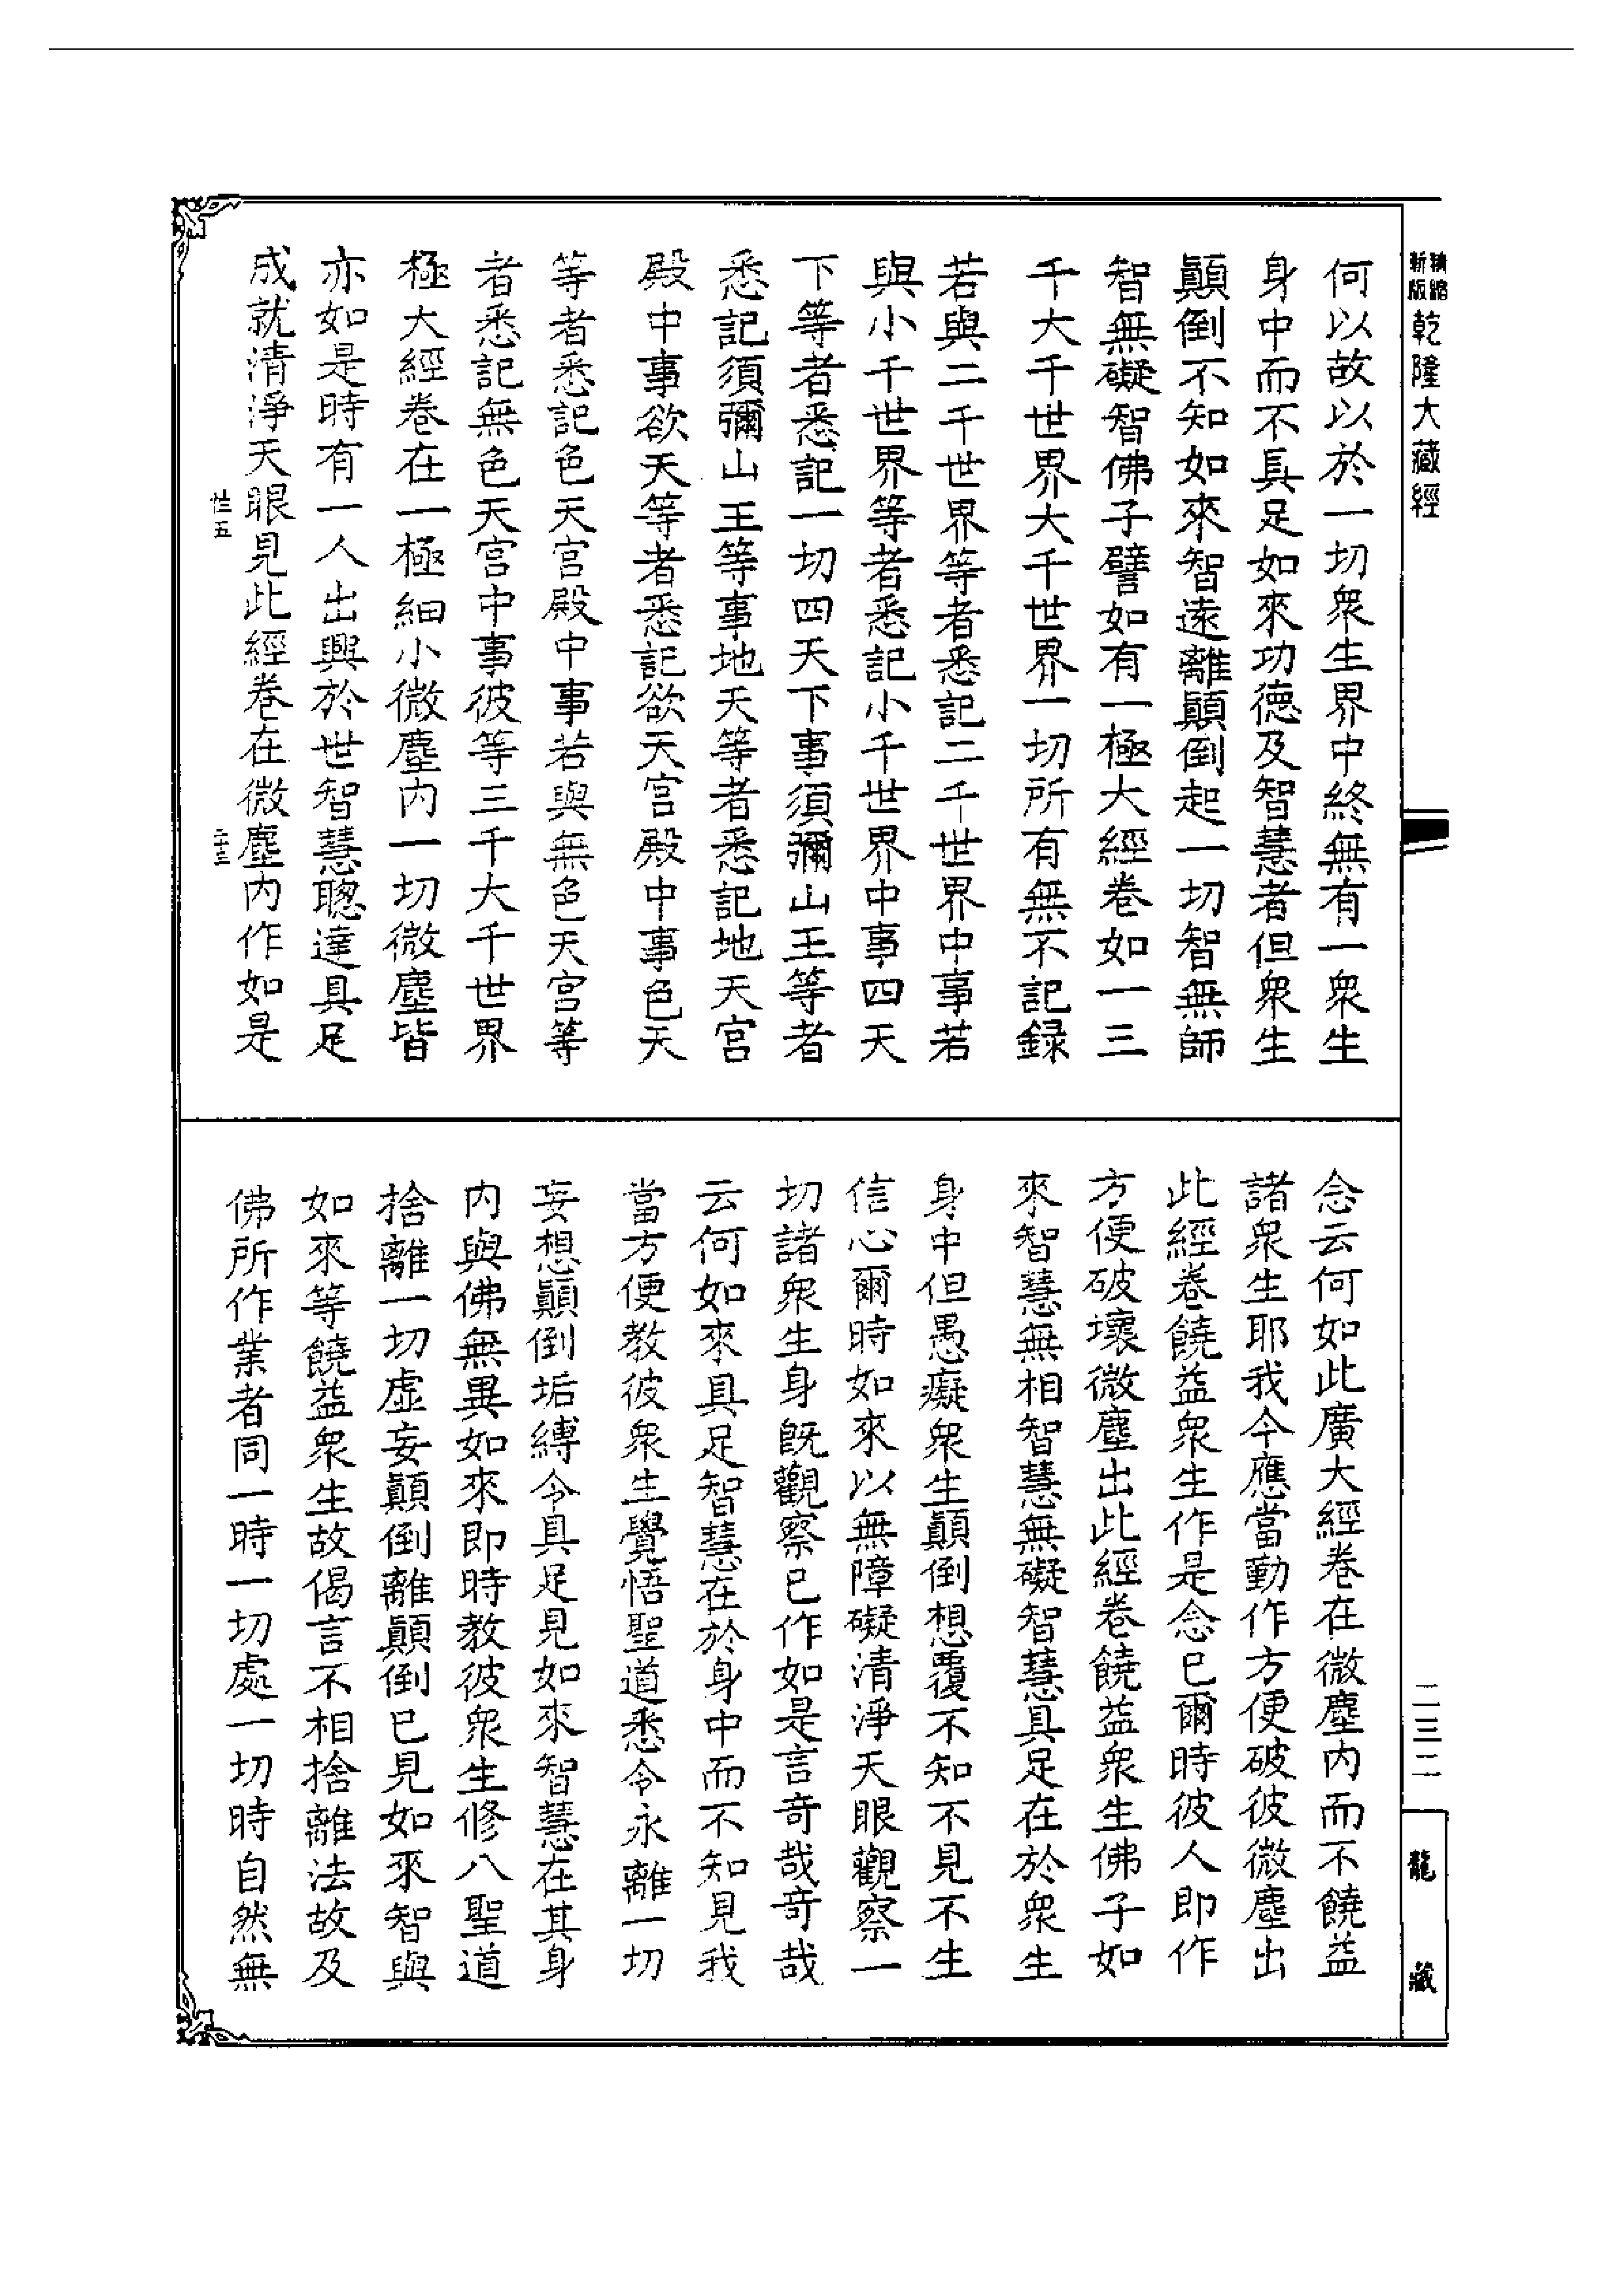 精縮
新版
乾隆大藏經
何以故以於一切衆生界中終無有一衆生
身中而不具足如來功德及智慧者但衆生
顛倒不知如來智遠離顛倒起一切智無師
智無礙智佛子譬如有一極大經卷如一三
千大千世界大千世界一切所有無不記録
若與二千世界等者悉記二千世界中事若
與小千世界等者悉記小千世界中事四天
下等者悉記一切四天下事須彌山王等者
悉記須彌山王等事地天等者悉記地天宮
殿中事欲天等者悉記欲天宮殿中事色天
等者悉記色天宮殿中事若與無色天宮等
者悉記無色天宮中事彼等三千大千世界
極大經卷在一極細小微塵内一切微塵皆
亦如是時有一人出興於世智慧聰達具足
成就清淨天眼見此經卷在微塵内作如是
五
念云何如此廣大經卷在微塵内而不饒益
諸衆生耶我今應當勤作方便破彼微塵出
此經卷饒益衆生作是念已爾時彼人即作
方便破壞微塵出此經卷饒益衆生佛子如
來智慧無相智慧無礙智慧具足在於衆生
身中但愚癡衆生顛倒想覆不知不見不生
信心爾時如來以無障礙清淨天眼觀察一
切諸衆生身既觀察已作如是言奇哉奇哉
云何如來具足智慧在於身中而不知見我
當方便教彼衆生覺悟聖道悉令永離一切
妄想顛倒垢縛令具足見如來智慧在其身
内與佛無異如來即時教彼衆生修八聖道
捨離一切虛妄顛倒離顛倒已見如來智與
如來等饒益衆生故偈言不相捨離法故及
佛所作業者同一時一切處一切時自然無
二三二
龍藏